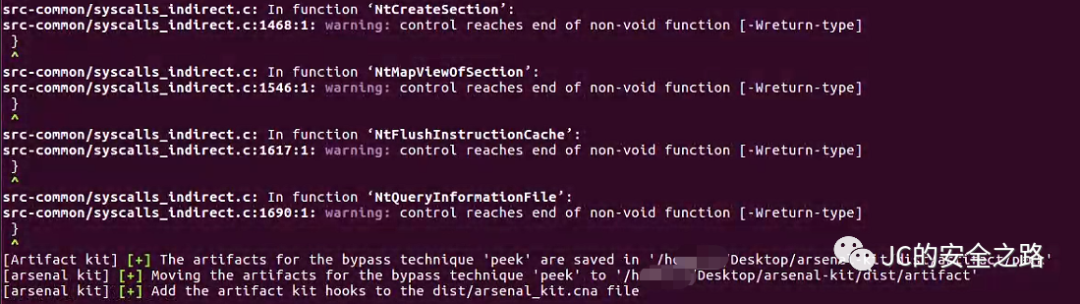 src-common/syscalls_indirect.c: In function ‘NtCreateSection’:
src-common/syscalls_indirect.c:1468:1: warning: control reaches end of non-void function [-Wreturn-type]
}
^
src-common/syscalls_indirect.c: In function ‘NtMapViewOfSection’:
src-common/syscalls_indirect.c:1546:1: warning: control reaches end of non-void function [-Wreturn-type]
}
^
src-common/syscalls_indirect.c: In function ‘NtFlushInstructionCache’:
src-common/syscalls_indirect.c:1617:1: warning: control reaches end of non-void function [-Wreturn-type]
}
^
src-common/syscalls_indirect.c: In function ‘NtQueryInformationFile’:
src-common/syscalls_indirect.c:1690:1: warning: control reaches end of non-void function [-Wreturn-type]
}
^
[Artifact kit] [+] The artifacts for the bypass technique 'peek' are saved in '/h /Desktop/
[arsenal kit] [+] Moving the artifacts for the bypass technique 'peek' to '/h /Desktop/arsenal-kit/dist/artifact'
[arsenal kit] [+] Add the artifact kit hooks to the dist/arsenal_kit.cna file
JC的安全之路